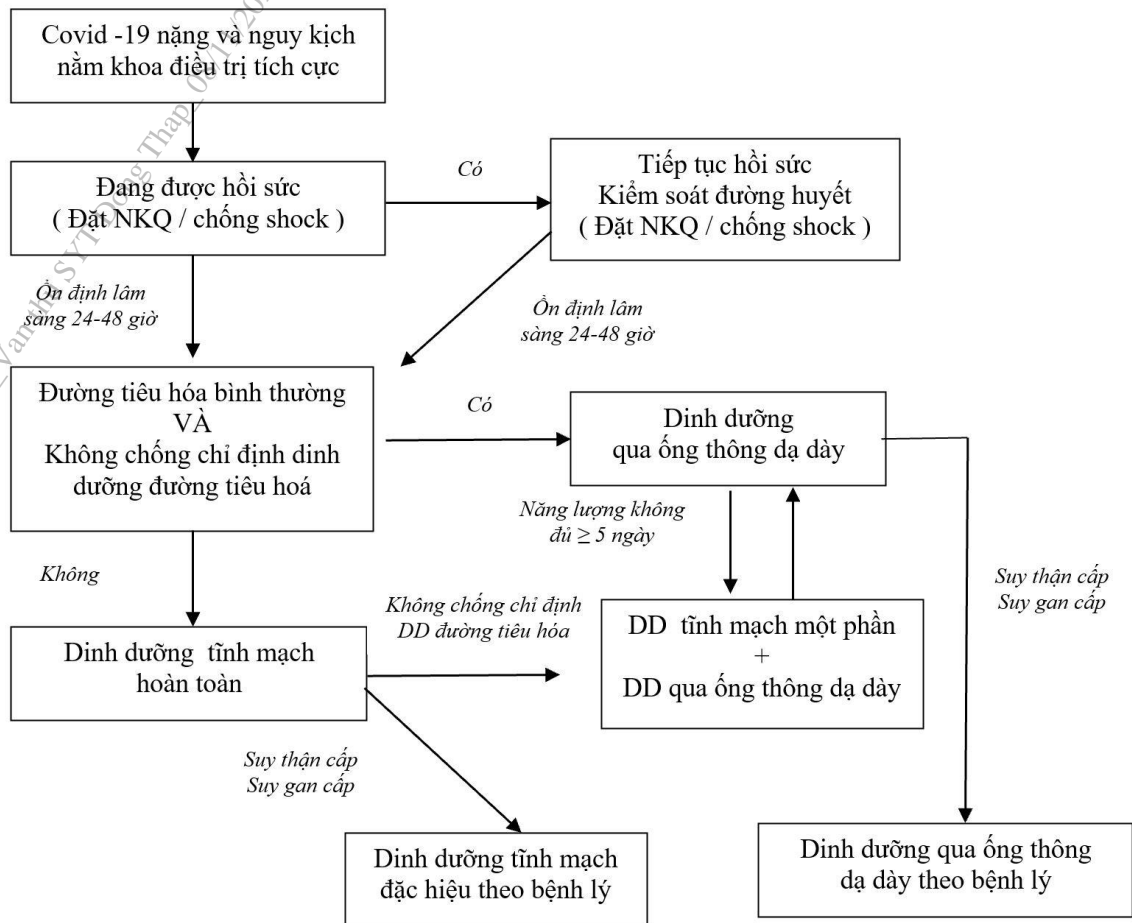 Covid -19 nặng và nguy kịch
nằm khoa điều trị tích cực
Đang được hồi sức
( Đặt NKQ / chống shock )
Có
Tiếp tục hồi sức
Kiểm soát đường huyết
( Đặt NKQ / chống shock )
Ổn định lâm
sàng 24-48 giờ
Ổn định lâm
sàng 24-48 giờ
Đường tiêu hóa bình thường
VÀ
Không chống chỉ định dinh
dưỡng đường tiêu hoá
Có
Dinh dưỡng
qua ống thông dạ dày
Năng lượng không
đủ ≥ 5 ngày
Không
Suy thận cấp
Suy gan cấp
Không chống chỉ định
DD đường tiêu hóa
Dinh dưỡng tĩnh mạch
hoàn toàn
DD tĩnh mạch một phần
+
DD qua ống thông dạ dày
Suy thận cấp
Suy gan cấp
Dinh dưỡng tĩnh mạch
đặc hiệu theo bệnh lý
Dinh dưỡng qua ống thông
dạ dày theo bệnh lý